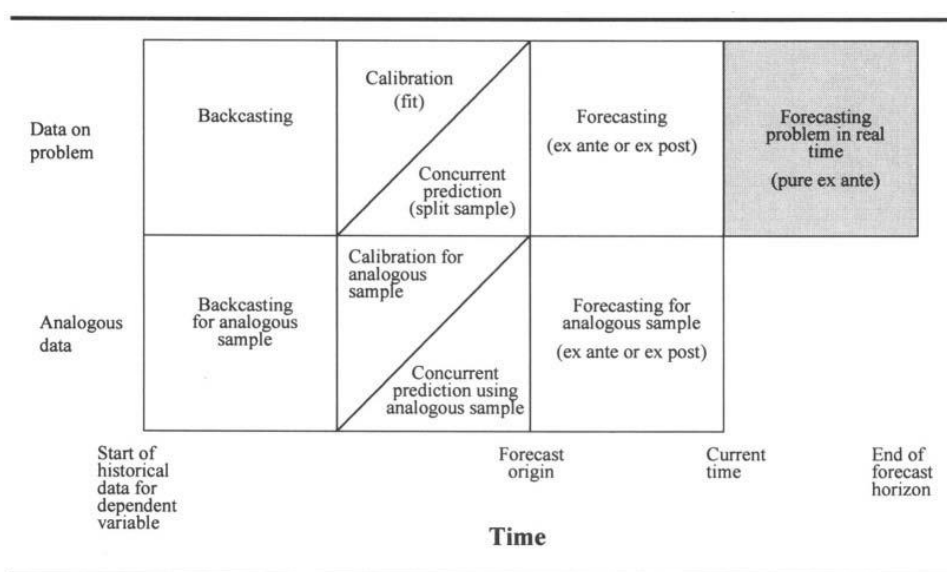 Data on
problem
Backcasting
Calibration
(fit)
Concurrent
prediction
(split sample)
Forecasting
(ex ante or ex post)
Forecasting
problem in real
time
(pure ex ante)
Analogous
data
Backcasting
for analogous
sample
Calibration for
analogous
sample
Concurrent
prediction using
analogous sample
Forecasting for
analogous sample
(ex ante or ex post)
Start of
historical
data for
dependent
variable
Forecast
origin
Current
time
End of
forecast
horizon
Time